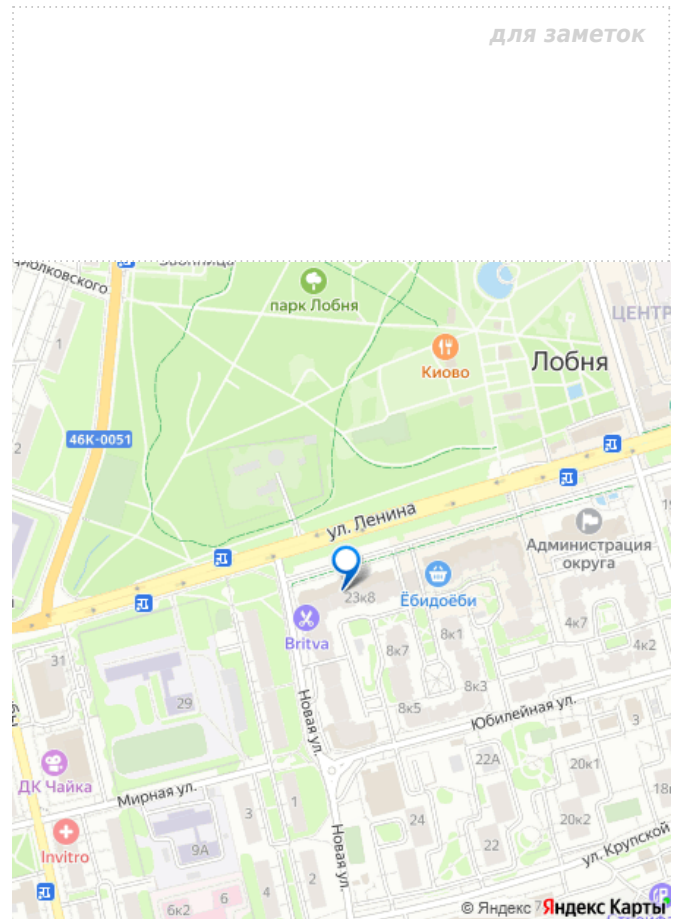 для заметок
парк Лобня
ЦЕНТР
Киово
Лобня
1
46К-0051
2
ул. Ленина
Администрация
округа
23к8
Ёбидоёби
Britva
8к1
4к7
4к2
8к7
31
8к3
29
8к5
Новая ул.
Юбилейная ул.
3
22А
20к1
ДК Чайка
Мирная ул.
1
3
24
20к2
Invitro
9А
22
ул. Крупской
Новая ул.
2
6
4
6к2
© Яндекс
Яндекс Карты